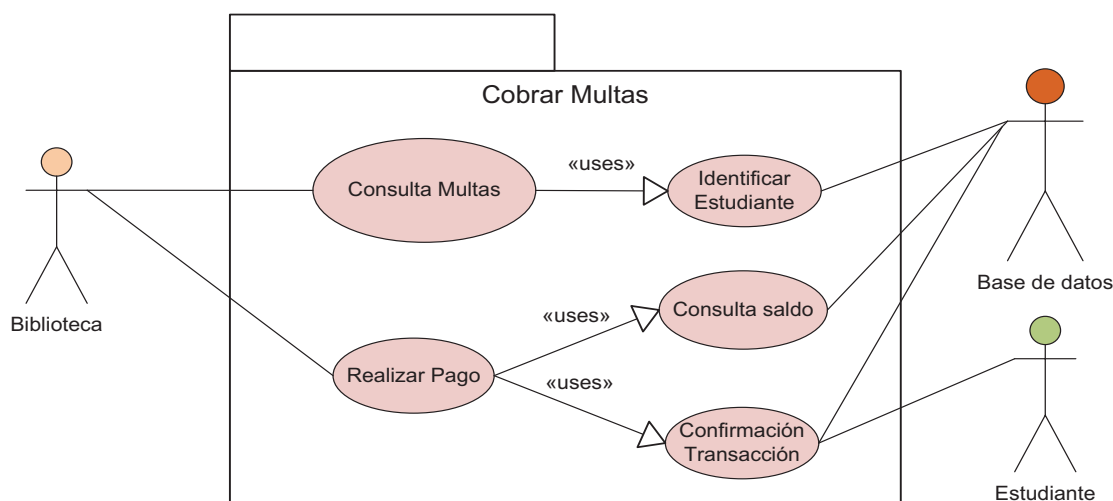 Cobrar Multas
Consulta Multas
«uses»
Identificar
Estudiante
Biblioteca
Base de datos
Realizar Pago
«uses»
Consulta saldo
«uses»
Confirmación
Transacción
Estudiante